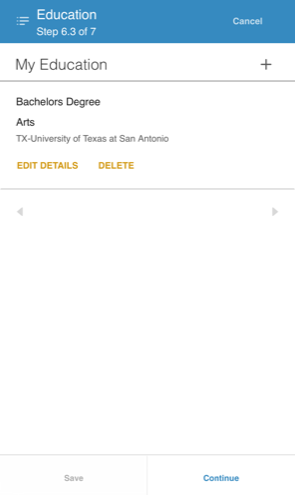 Education
Cancel
Step 6.3 of 7
My Education +
Bachelors Degree
Arts
TX-University of Texas at San Antonio
EDIT DETAILS DELETE
Save Continue